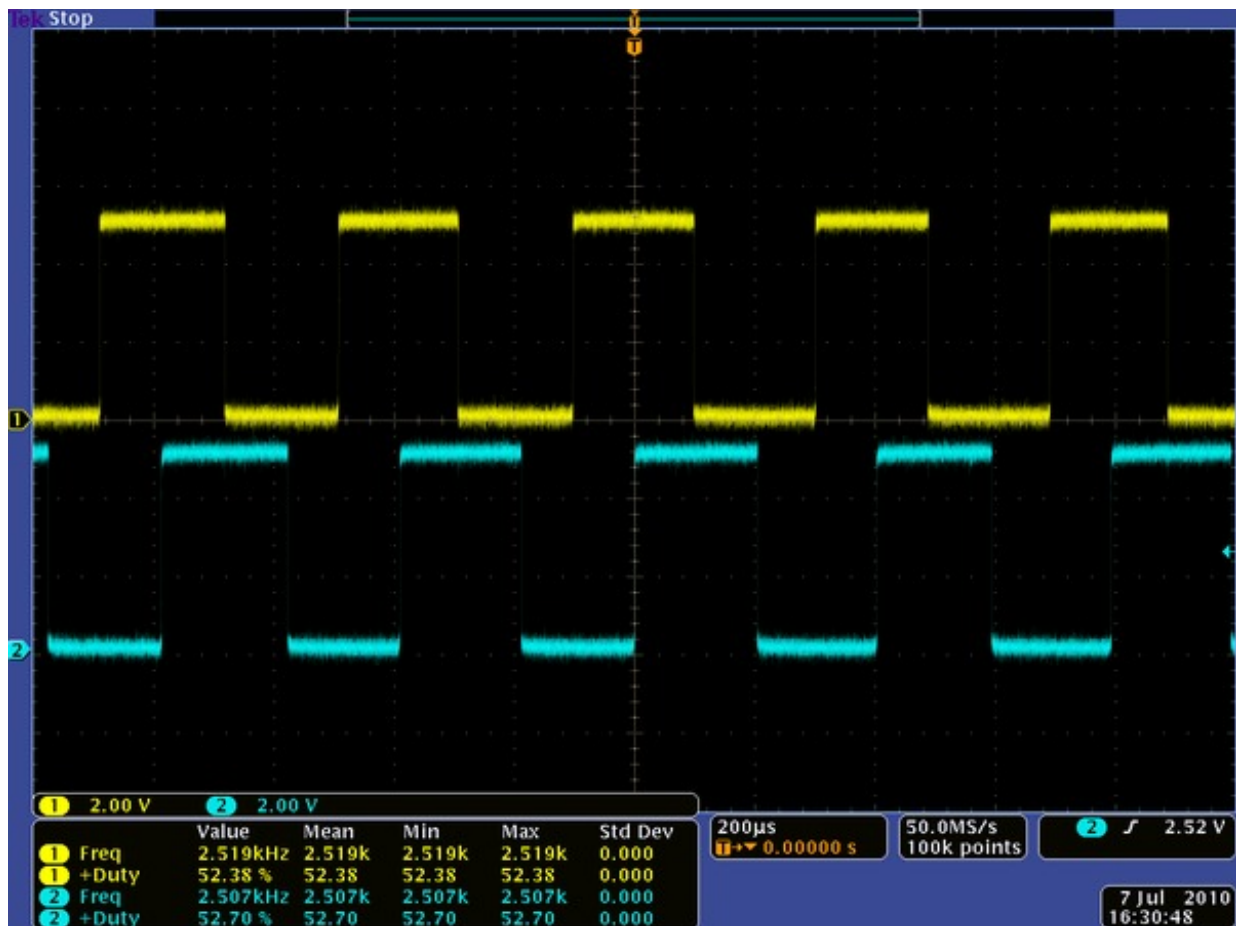 Tek Stop
T
T
1
2
1 2.00 V 2 2.00 V
Value Mean Min Max Std Dev
1 Freq 2.519kHz 2.519k 2.519k 2.519k 0.000
1 +Duty 52.38 % 52.38 52.38 52.38 0.000
2 Freq 2.507kHz 2.507k 2.507k 2.507k 0.000
2 +Duty 52.70 % 52.70 52.70 52.70 0.000
200µs
T→▼ 0.00000 s
50.0MS/s
100k points
2 ʃ 2.52 V
7 Jul 2010
16:30:48